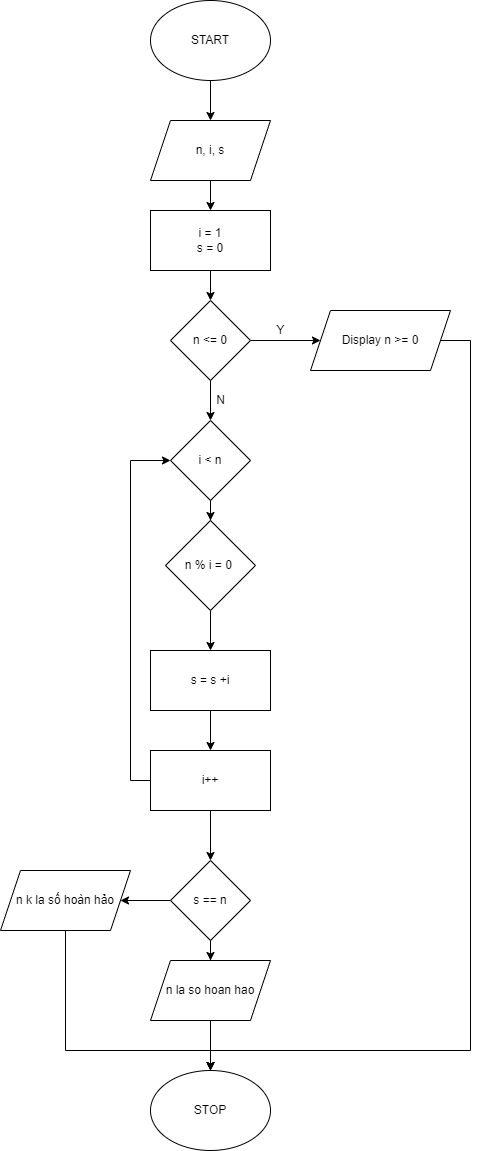 START
n, i, s
i = 1
s = 0
n <= 0
Y
Display n >= 0
N
i < n
n % i = 0
s = s +i
i++
s == n
n k la số hoàn hảo
n la so hoan hao
STOP